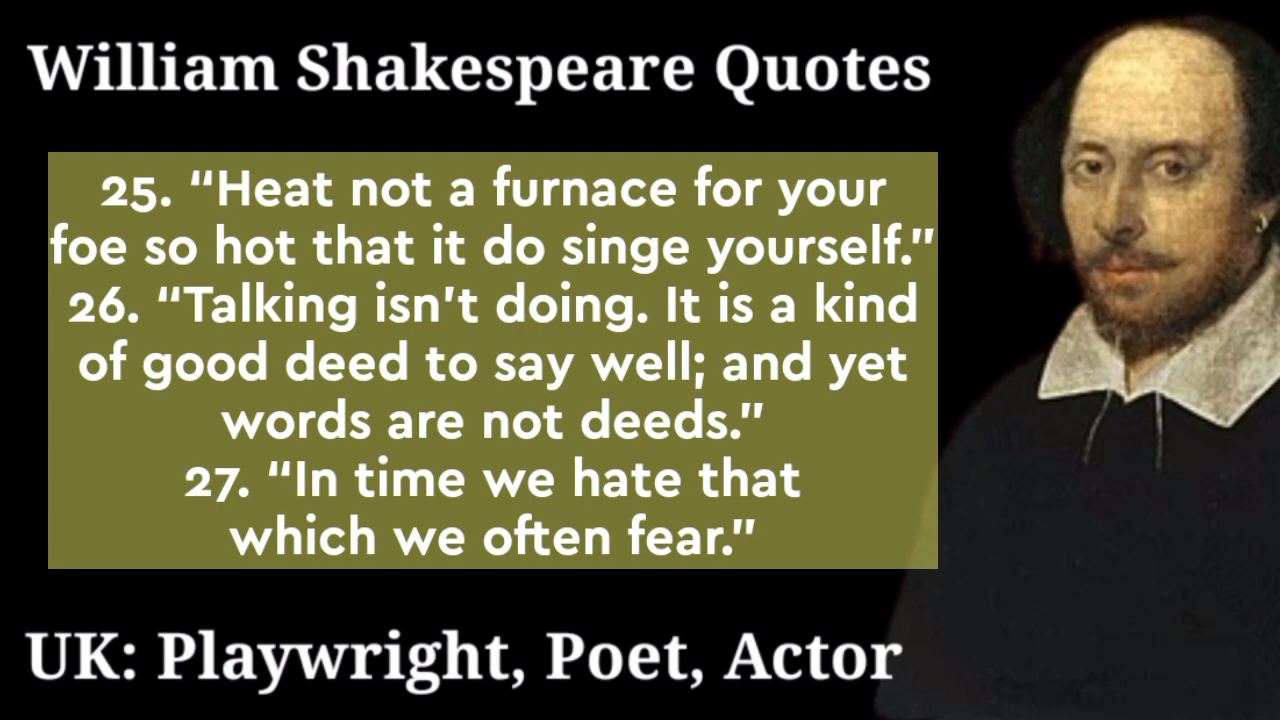 William Shakespeare Quotes
25. “Heat not a furnace for your
foe so hot that it do singe yourself.”
26. “Talking isn't doing. It is a kind
of good deed to say well; and yet
words are not deeds.”
27. “In time we hate that
which we often fear.”
UK: Playwright, Poet, Actor